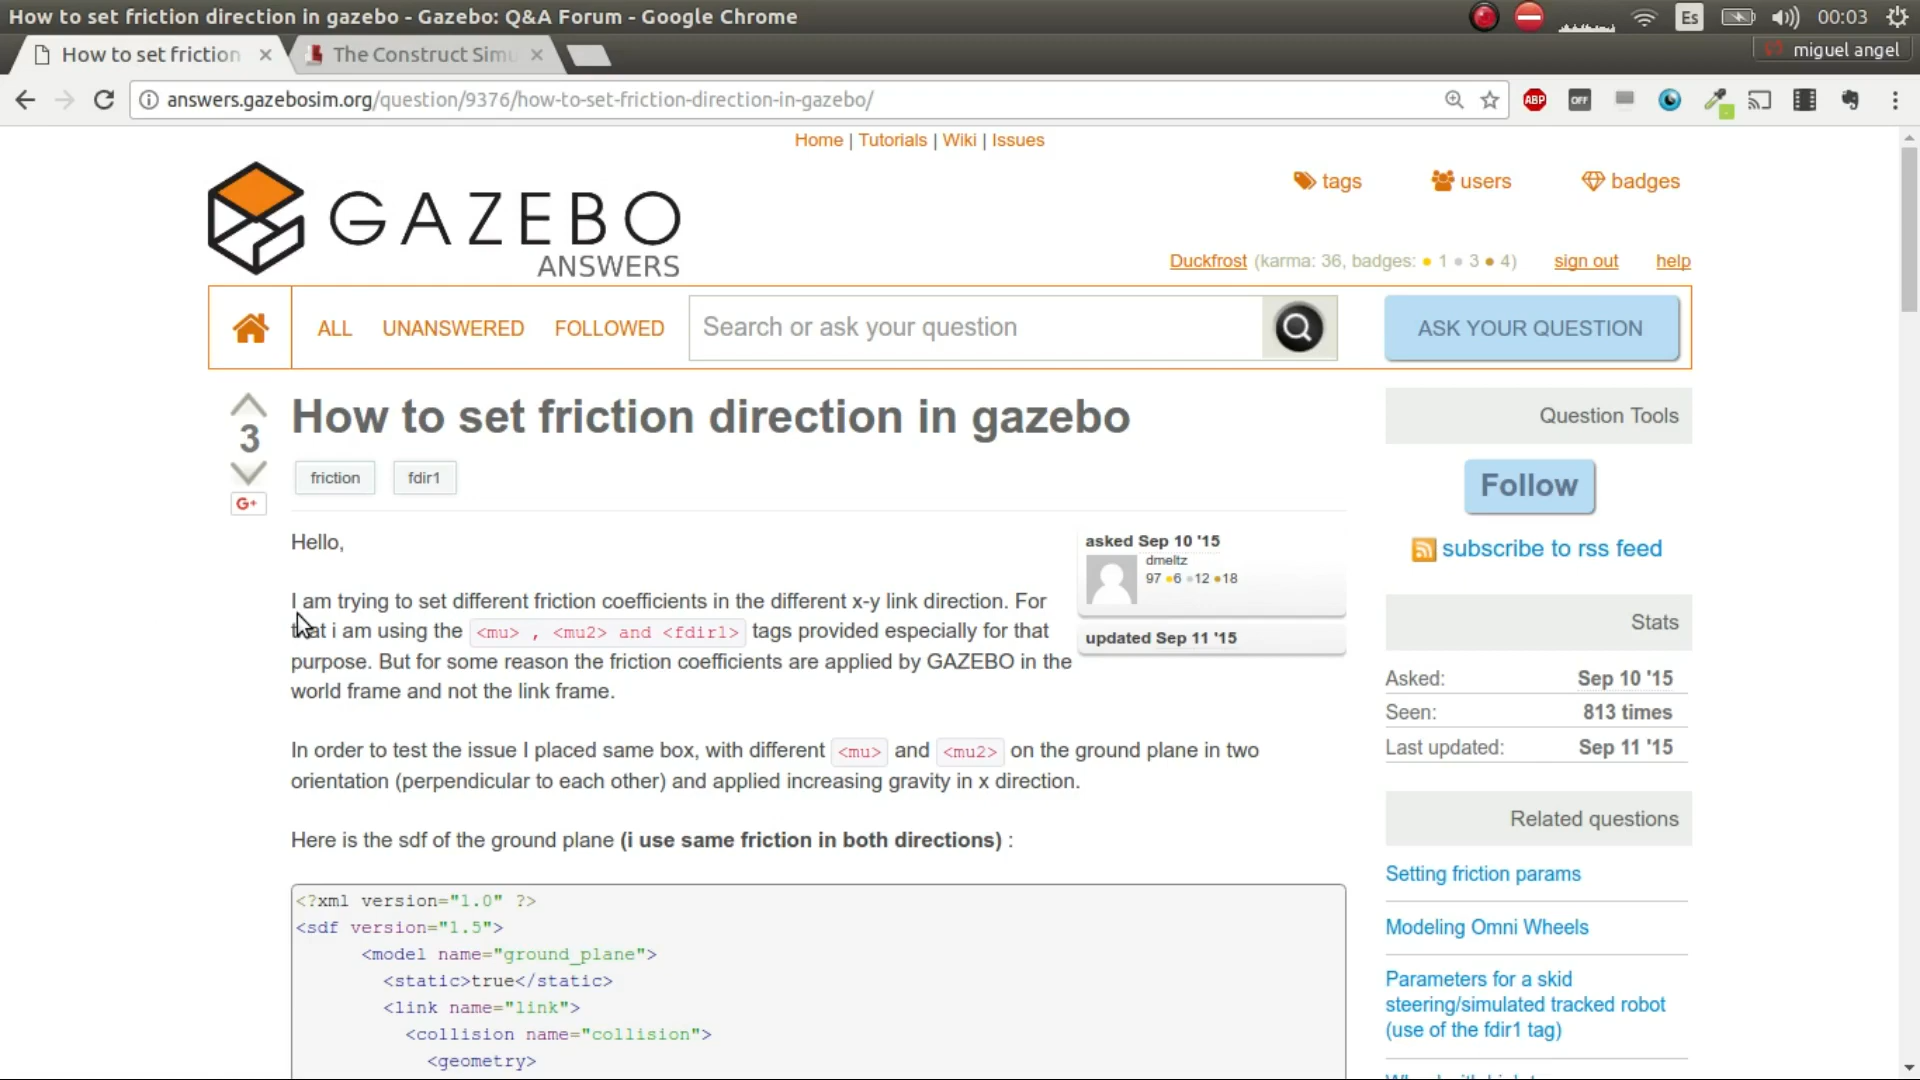 How to set friction direction in gazebo - Gazebo: Q&A Forum - Google Chrome
Es
00:03
How to set friction
The Construct Simu
miguel angel
answers.gazebosim.org/question/9376/how-to-set-friction-direction-in-gazebo/
ABP
OFF
Home | Tutorials | Wiki | Issues
GAZEBO
ANSWERS
tags
users
badges
Duckfrost (karma: 36, badges: ● 1 ● 3 ● 4)
sign out
help
ALL
UNANSWERED
FOLLOWED
Search or ask your question
ASK YOUR QUESTION
3
G+
How to set friction direction in gazebo
friction
fdir1
Hello,
I am trying to set different friction coefficients in the different x-y link direction. For
that i am using the <mu> , <mu2> and <fdir1> tags provided especially for that
purpose. But for some reason the friction coefficients are applied by GAZEBO in the
world frame and not the link frame.
asked Sep 10 '15
dmeltz
97 ●6 ●12 ●18
updated Sep 11 '15
In order to test the issue I placed same box, with different <mu> and <mu2> on the ground plane in two
orientation (perpendicular to each other) and applied increasing gravity in x direction.
Here is the sdf of the ground plane (i use same friction in both directions) :
<?xml version="1.0" ?>
<sdf version="1.5">
<model name="ground_plane">
<static>true</static>
<link name="link">
<collision name="collision">
<geometry>
Question Tools
Follow
subscribe to rss feed
Stats
Asked: Sep 10 '15
Seen: 813 times
Last updated: Sep 11 '15
Related questions
Setting friction params
Modeling Omni Wheels
Parameters for a skid
steering/simulated tracked robot
(use of the fdir1 tag)